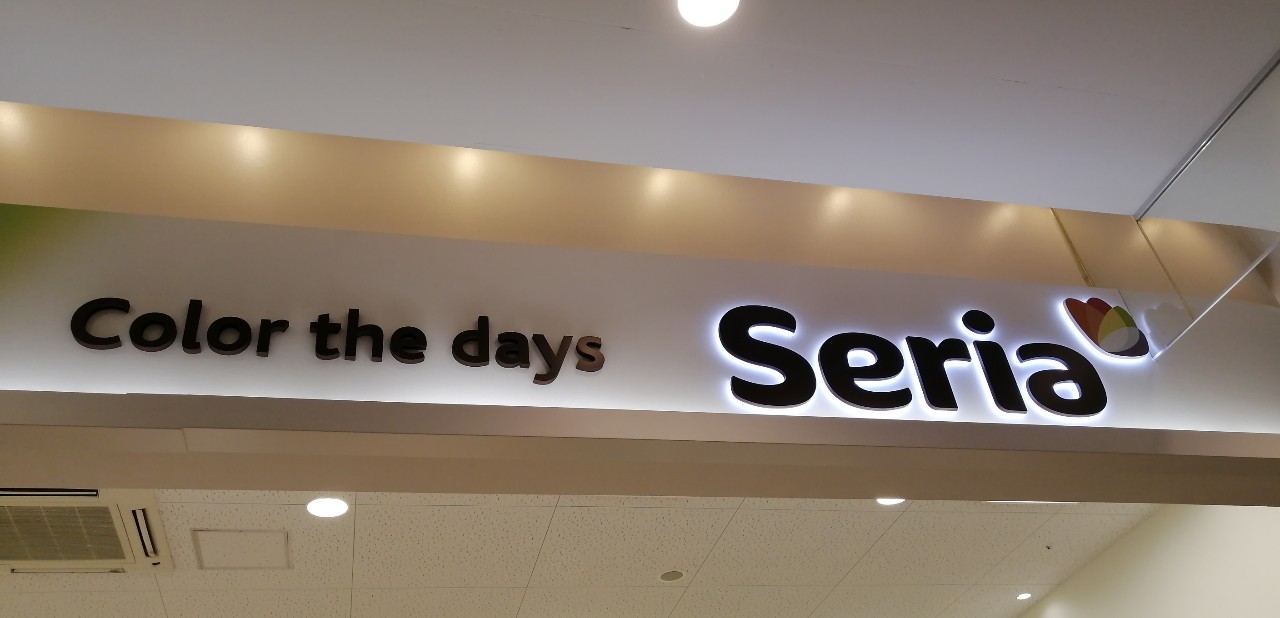 Color the days Seria